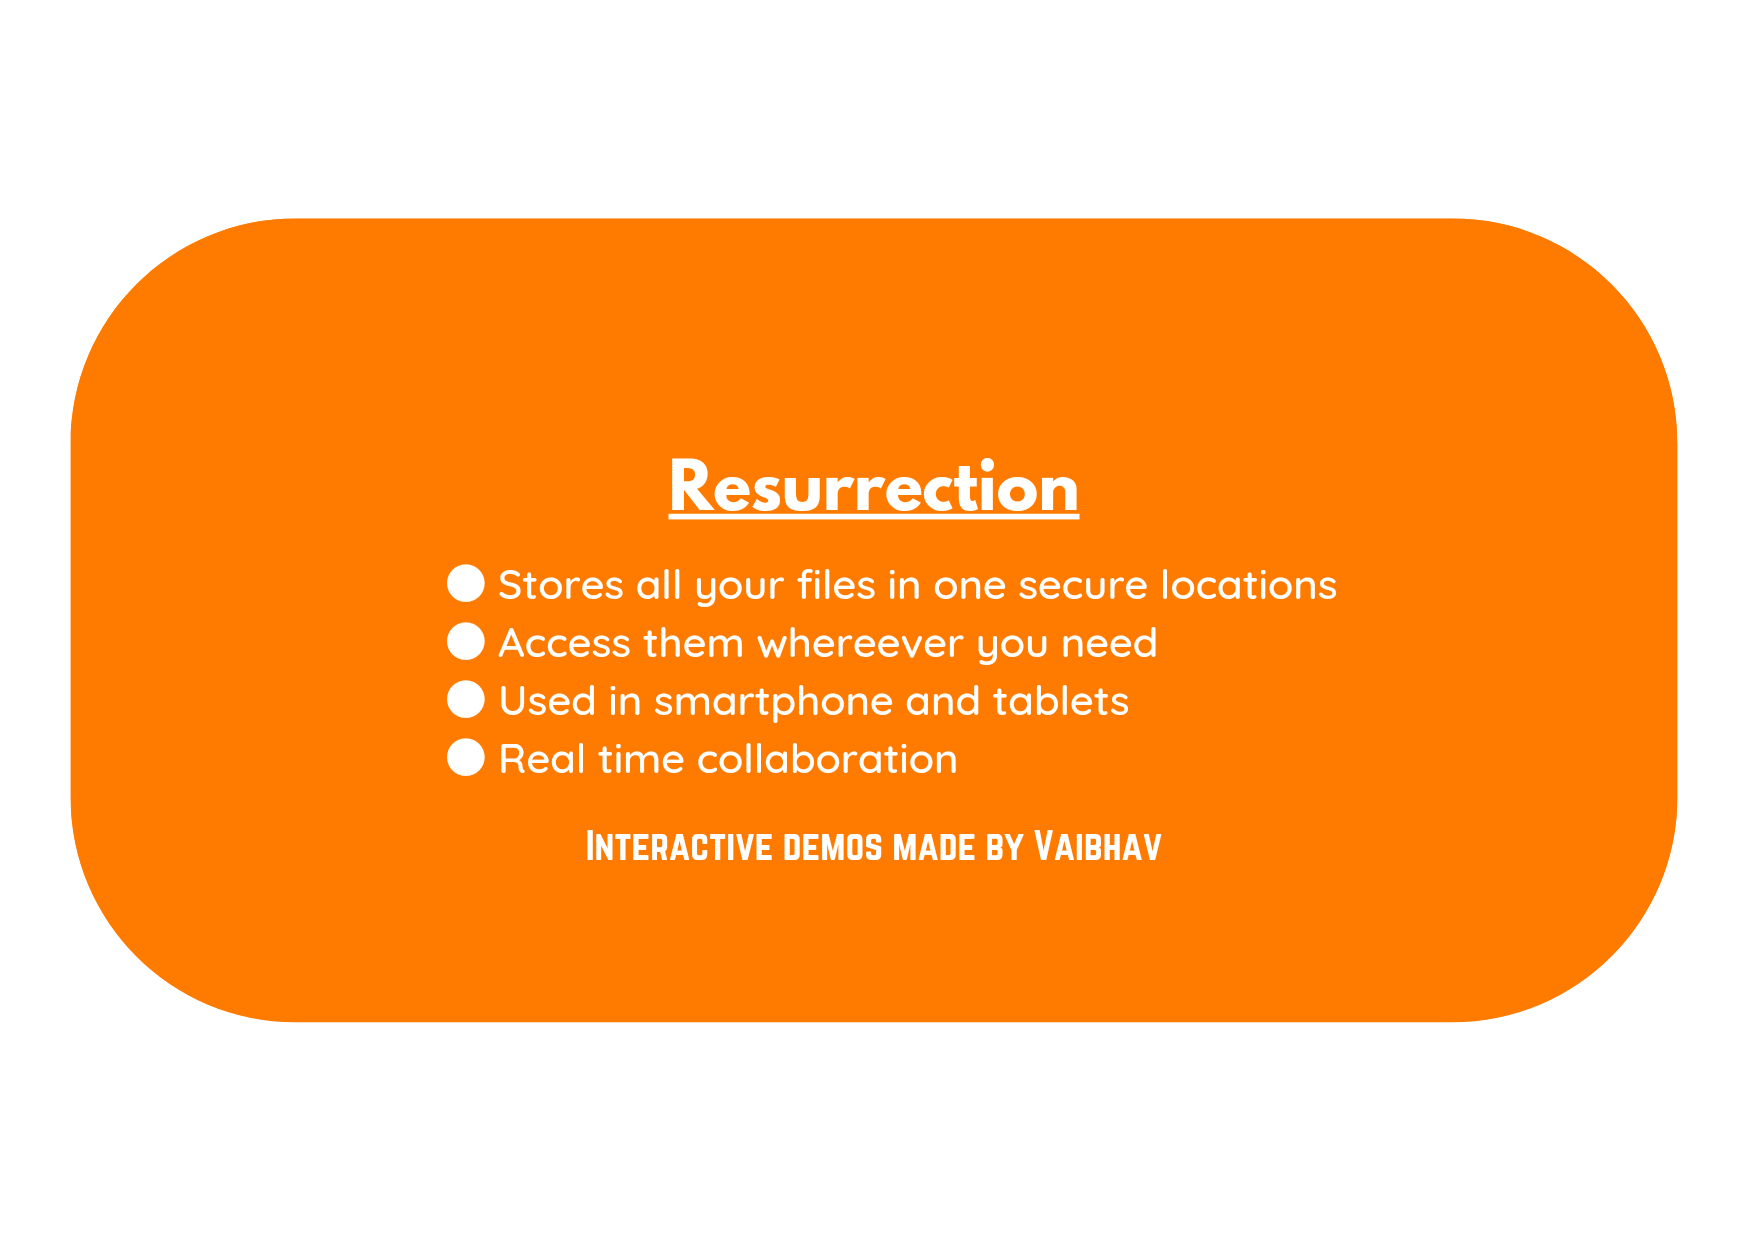 Resurrection
Stores all your files in one secure locations
Access them whereever you need
Used in smartphone and tablets
Real time collaboration
Interactive demos made by Vaibhav